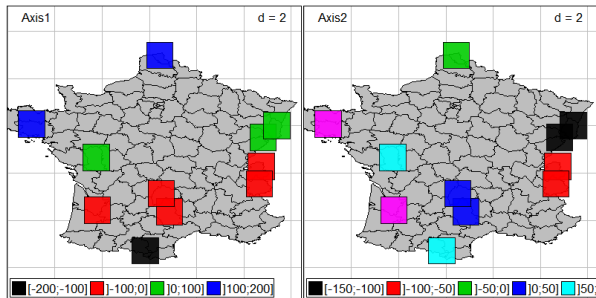 Axis1 d = 2
Axis2 d = 2
[-200;-100] ]-100;0] ]0;100] ]100;200]
[-150;-100] ]-100;-50] ]-50;0] ]0;50] ]50;